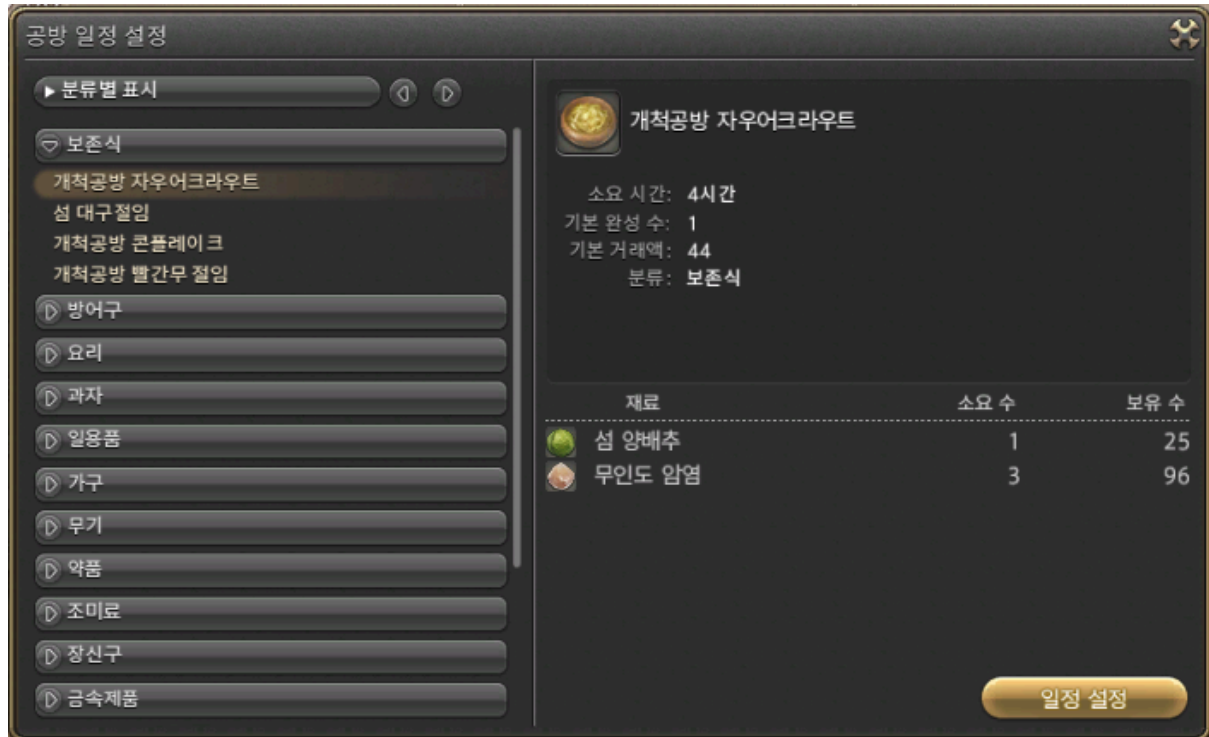 공방 일정 설정
분류별 표시
보존식
개척공방 자우어크라우트
섬 대구절임
개척공방 콘플레이크
개척공방 빨간무 절임
방어구
요리
과자
일용품
가구
무기
약품
조미료
장신구
금속제품
개척공방 자우어크라우트
소요 시간: 4시간
기본 완성 수: 1
기본 거래액: 44
분류: 보존식
재료 소요 수 보유 수
섬 양배추 1 25
무인도 암염 3 96
일정 설정